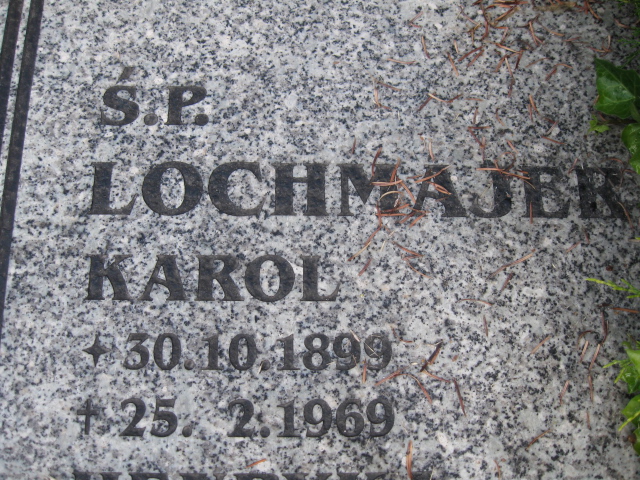 Ś.P.
LOCHMAJER
KAROL
✦ 30.10.1899
† 25. 2.1969